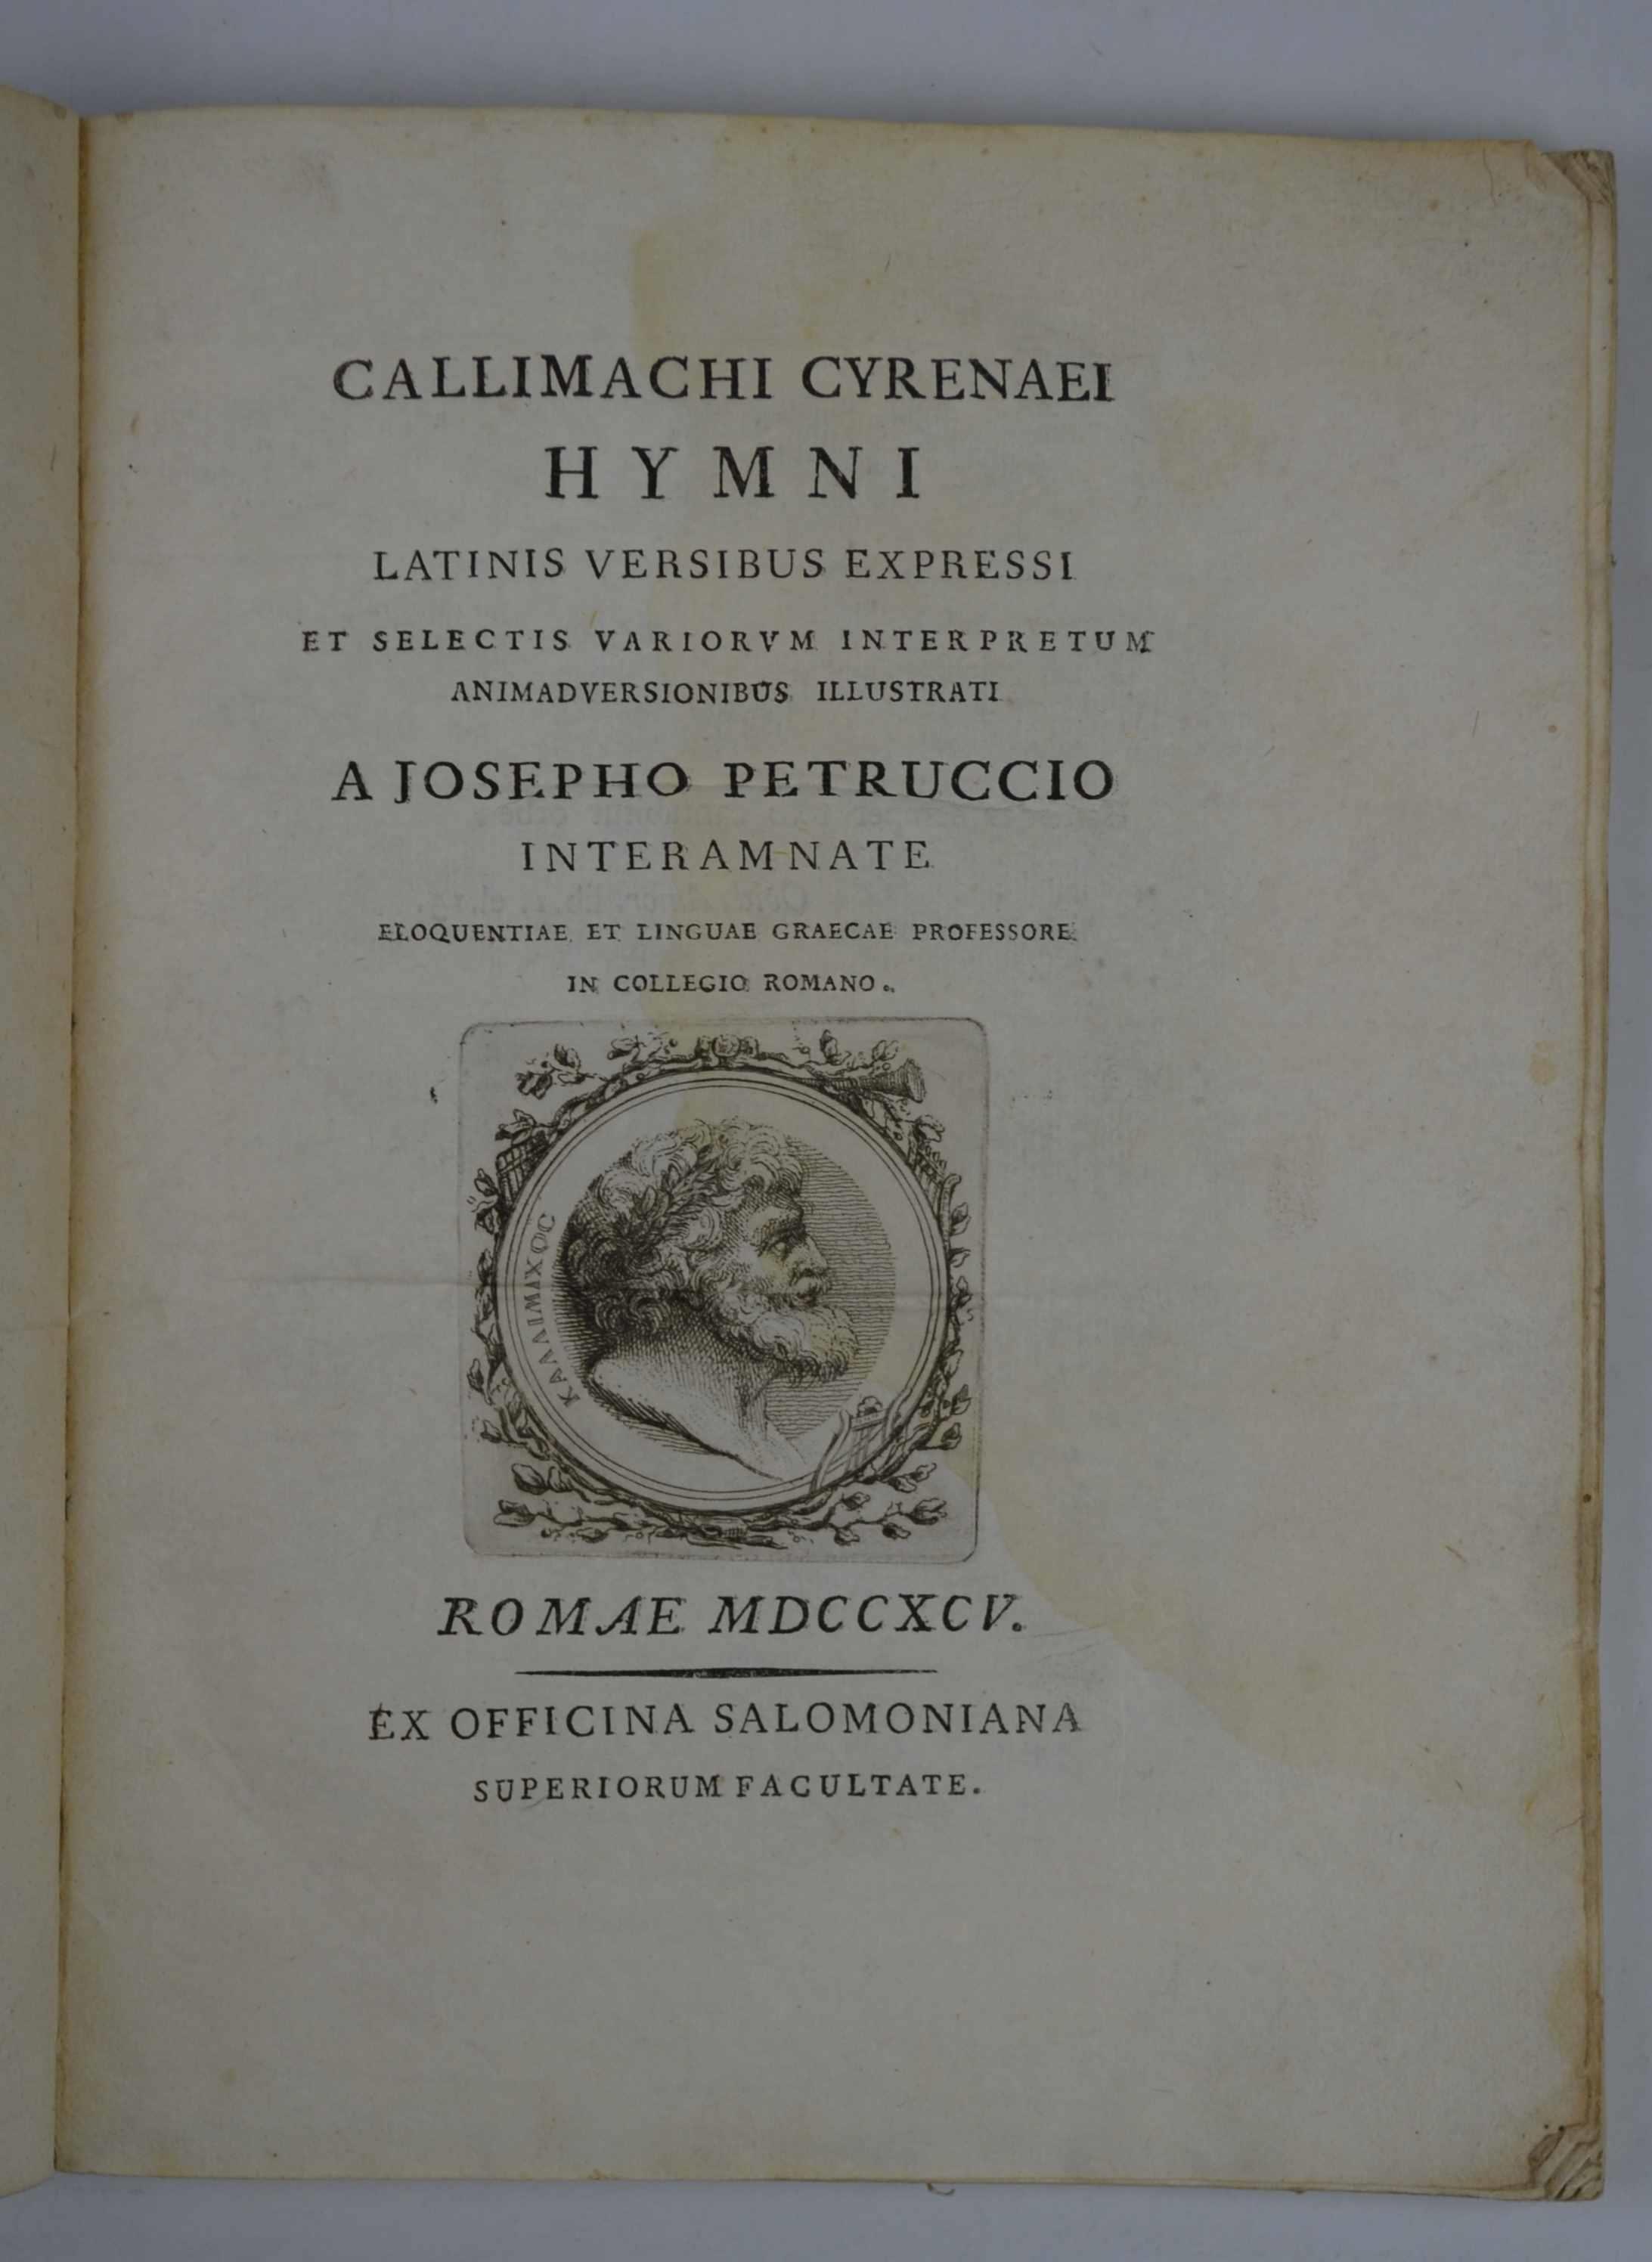 CALLIMACHI CYRENAEI
HYMNI
LATINIS VERSIBUS EXPRESSI
ET SELECTIS VARIORVM INTERPRETUM
ANIMADVERSIONIBUS ILLUSTRATI
A JOSEPHO PETRUCCIO
INTERAMNATE
ELOQUENTIAE ET LINGUAE GRAECAE PROFESSORE
IN COLLEGIO ROMANO.
ΚΑΛΛΙΜΑΧΟC
ROMAE MDCCXCV.
EX OFFICINA SALOMONIANA
SUPERIORUM FACULTATE.